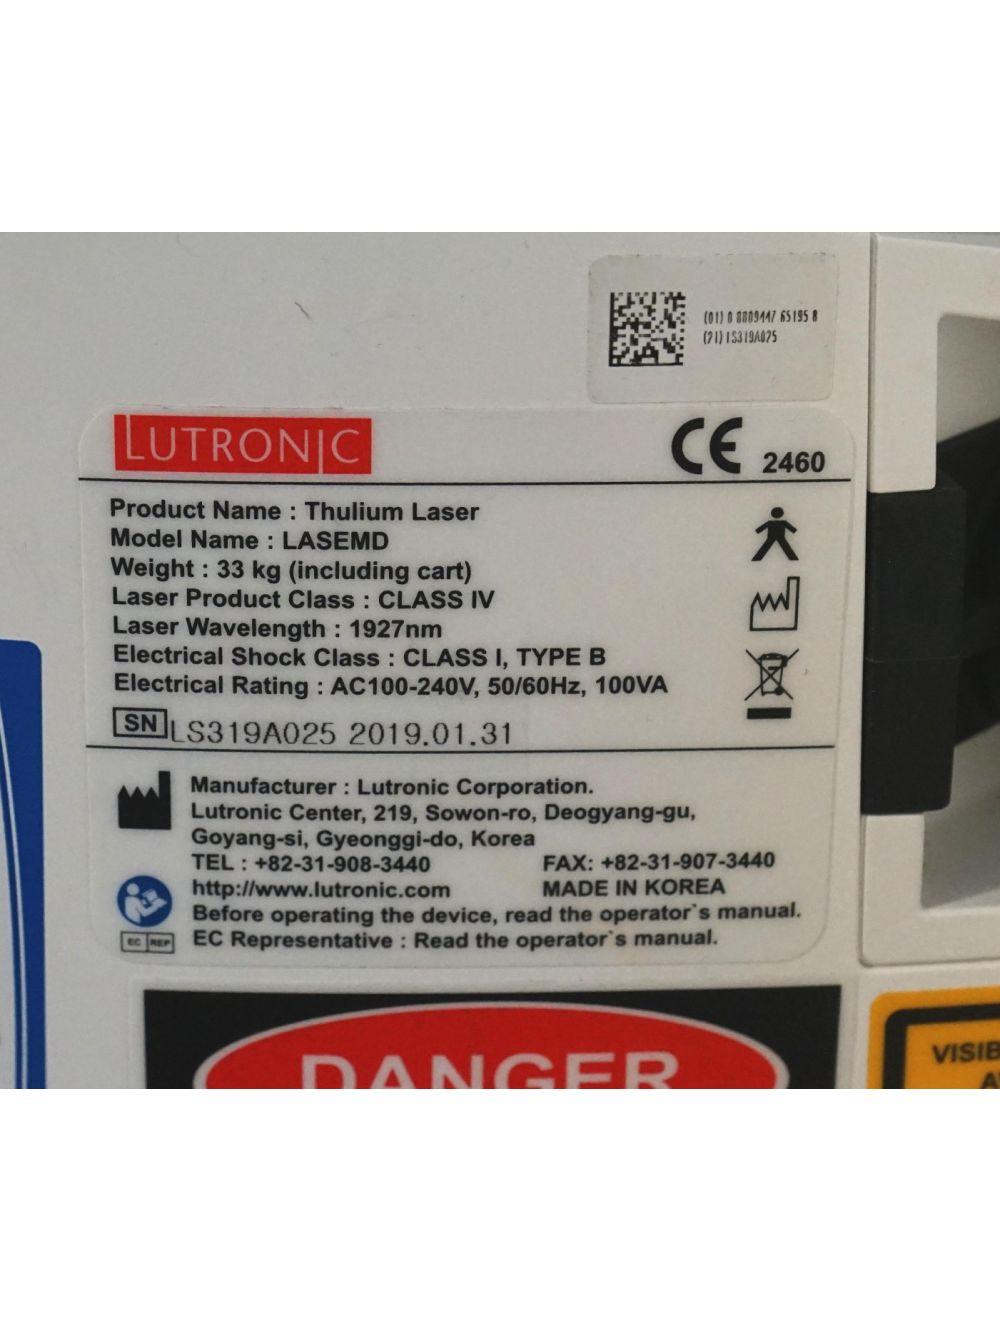 (01) 0 8809447 65195 8
(21) LS319A025
LUTRONIC
CE 2460
Product Name : Thulium Laser
Model Name : LASEMD
Weight : 33 kg (including cart)
Laser Product Class : CLASS IV
Laser Wavelength : 1927nm
Electrical Shock Class : CLASS I, TYPE B
Electrical Rating : AC100-240V, 50/60Hz, 100VA
SN LS319A025 2019.01.31
Manufacturer : Lutronic Corporation.
Lutronic Center, 219, Sowon-ro, Deogyang-gu,
Goyang-si, Gyeonggi-do, Korea
TEL : +82-31-908-3440 FAX: +82-31-907-3440
http://www.lutronic.com MADE IN KOREA
Before operating the device, read the operator`s manual.
EC REP EC Representative : Read the operator`s manual.
DANGER